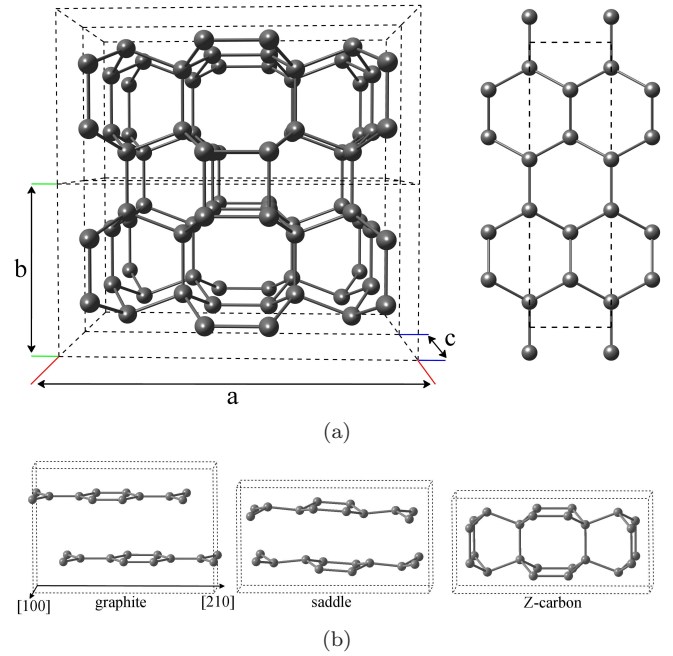 b
c
a
(a)
[100]
graphite
[210]
saddle
Z-carbon
(b)